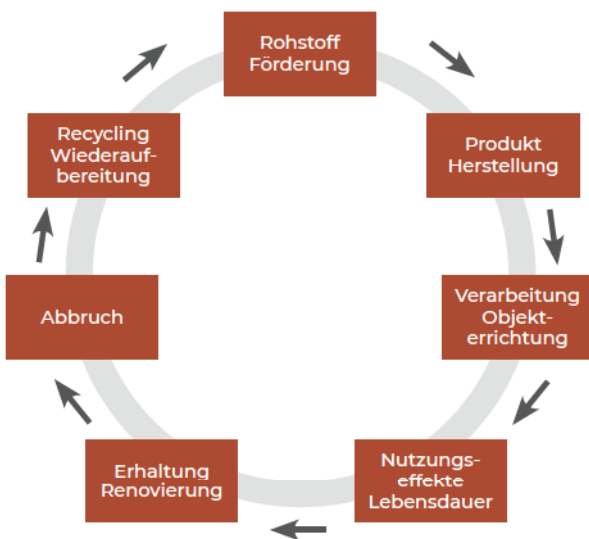 Rohstoff
Förderung
Produkt
Herstellung
Verarbeitung
Objekt-
errichtung
Nutzungs-
effekte
Lebensdauer
Erhaltung
Renovierung
Abbruch
Recycling
Wiederauf-
bereitung